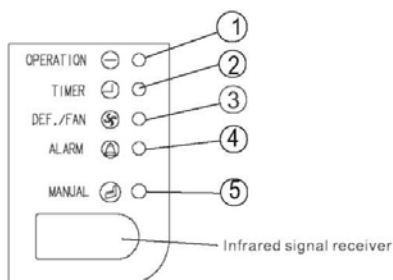 1
OPERATION
2
TIMER
3
DEF./FAN
4
ALARM
5
MANUAL
Infrared signal receiver